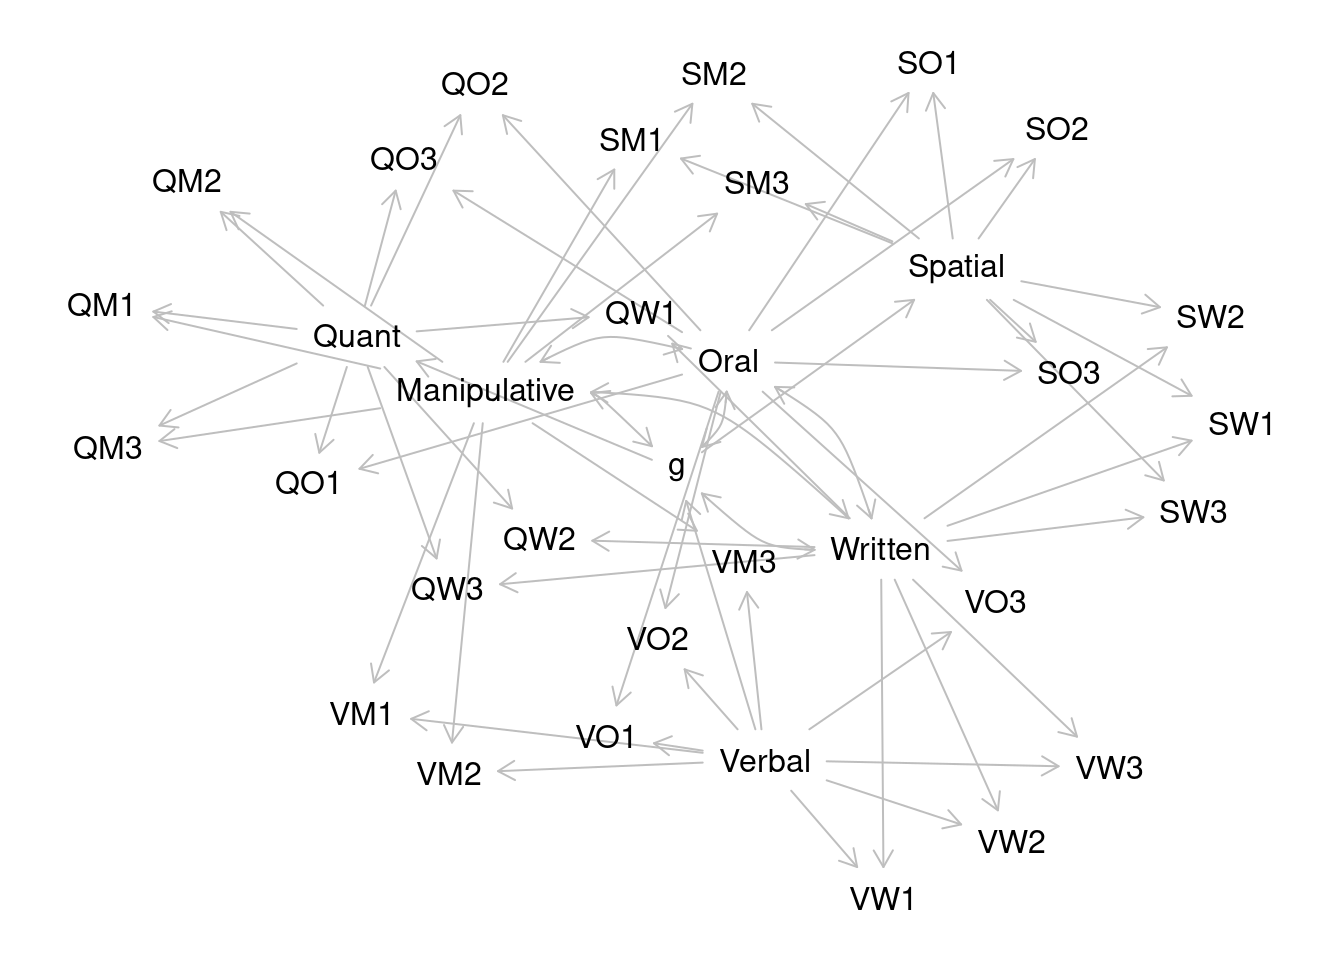 SO1
SM2
QO2
SO2
SM1
QO3
QM2
SM3
Spatial
QM1
QW1
SW2
Quant
Oral
SO3
Manipulative
SW1
QM3
g
QO1
SW3
QW2
Written
VM3
QW3
VO3
VO2
VM1
VO1
Verbal
VW3
VM2
VW2
VW1